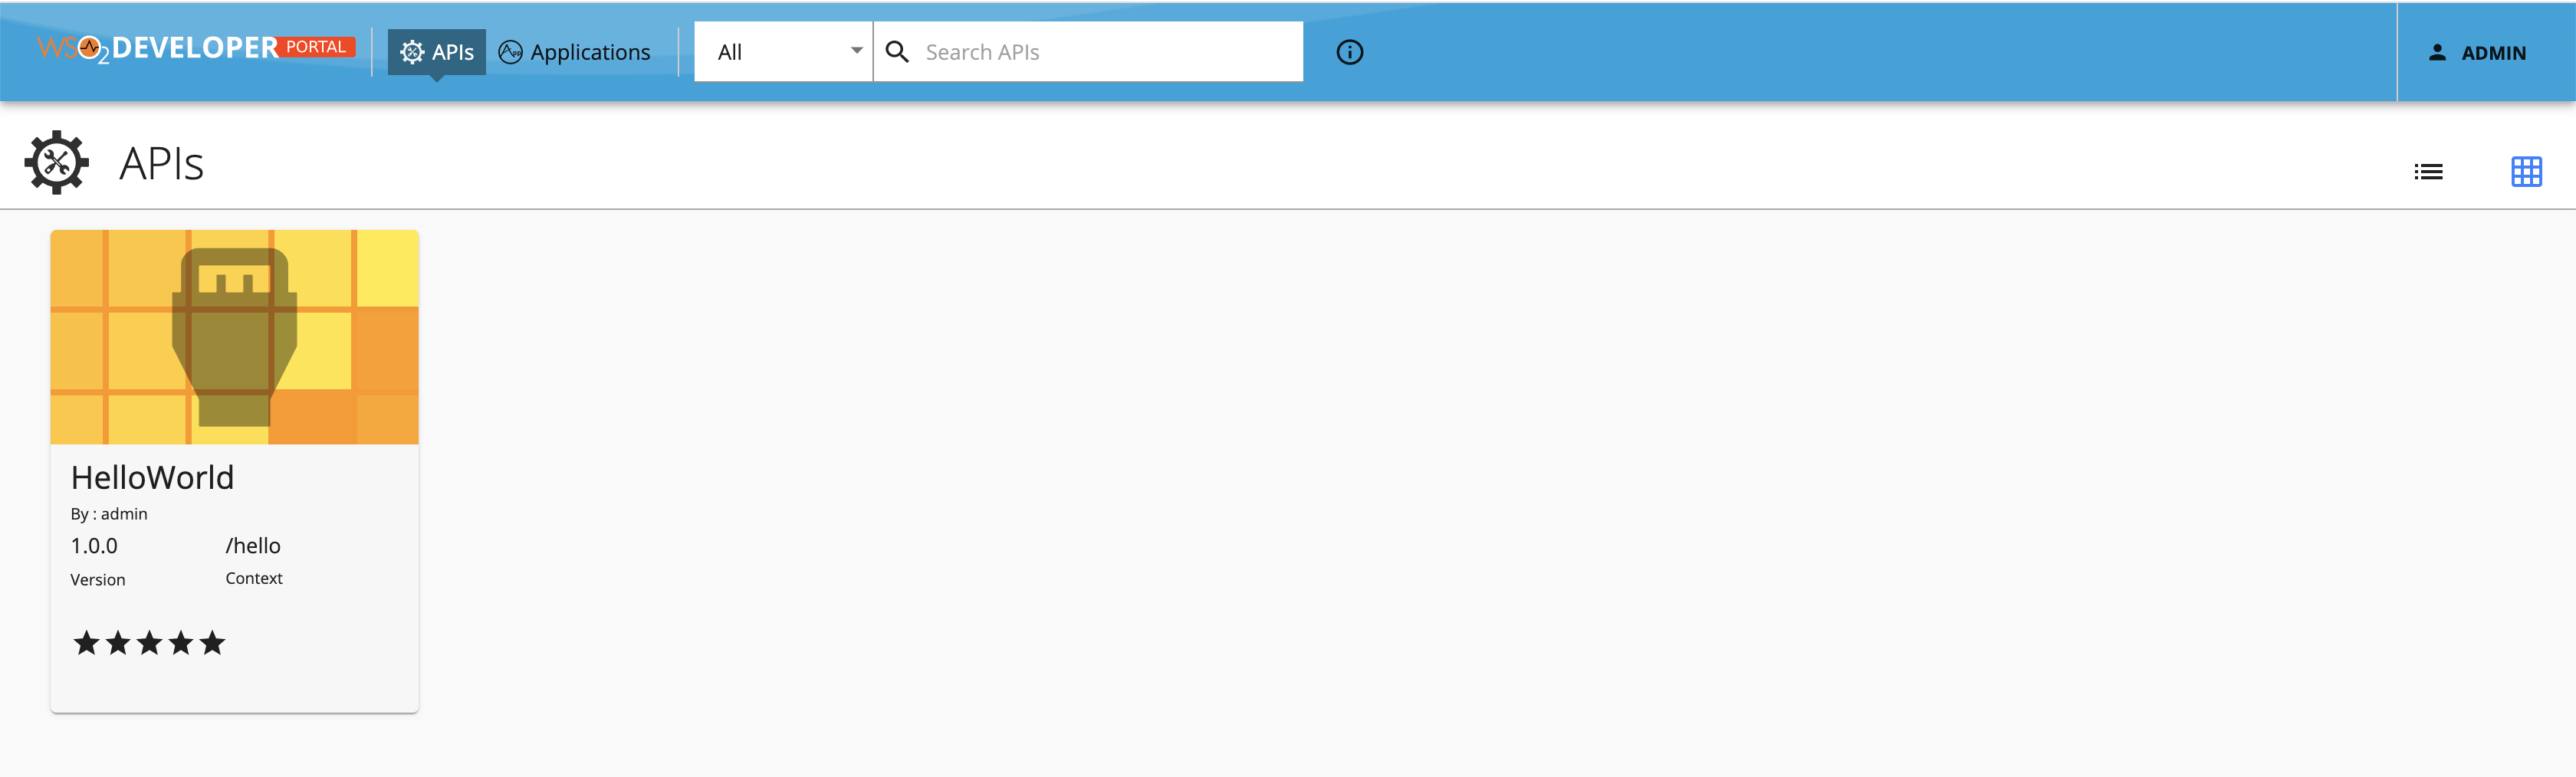 WSO2 DEVELOPER PORTAL APIs Applications All Search APIs ADMIN
APIs
HelloWorld
By : admin
1.0.0 /hello
Version Context